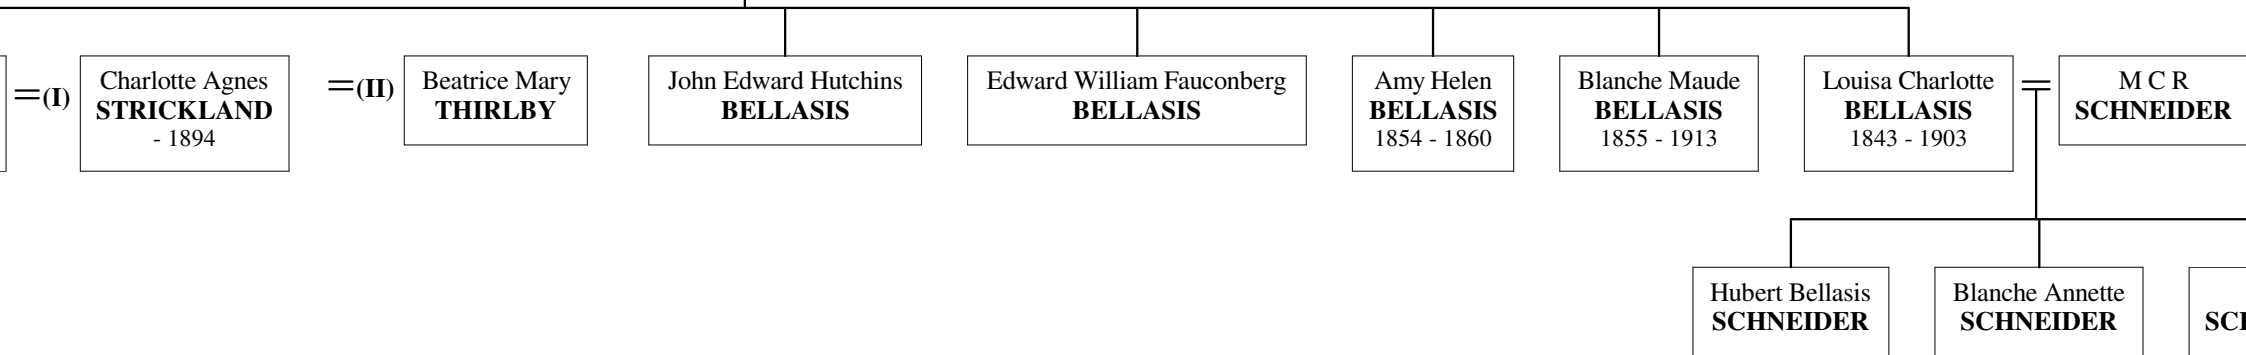 =(I)
Charlotte Agnes
STRICKLAND
- 1894
=(II)
Beatrice Mary
THIRLBY
John Edward Hutchins
BELLASIS
Edward William Fauconberg
BELLASIS
Amy Helen
BELLASIS
1854 - 1860
Blanche Maude
BELLASIS
1855 - 1913
Louisa Charlotte
BELLASIS
1843 - 1903
=
M C R
SCHNEIDER
Hubert Bellasis
SCHNEIDER
Blanche Annette
SCHNEIDER